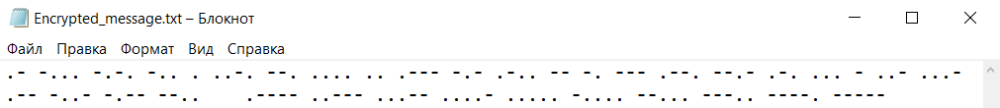 Encrypted_message.txt – Блокнот
Файл Правка Формат Вид Справка
.- -... -.-. -.. . ..-. --. .... .. .--- -.- .-.. -- -. --- .--. --.- .-. ... - ..- ...-
.-- -..- -.-- --..    .---- ..--- ...-- ....- ..... -.... --... ---.. ----. -----